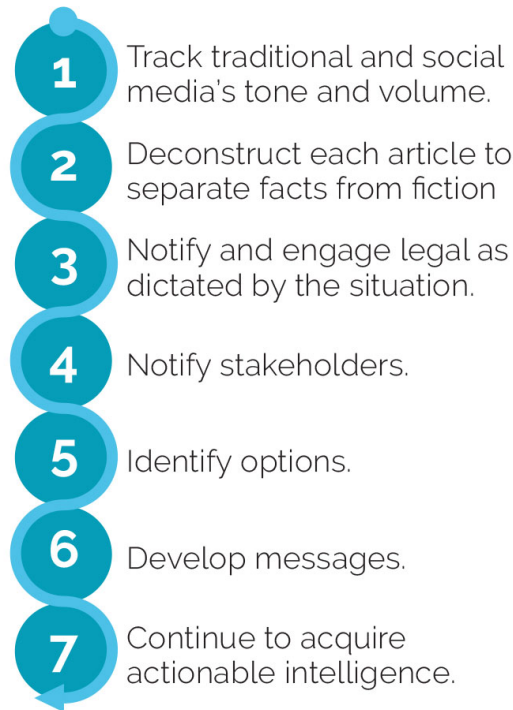 1
Track traditional and social
media's tone and volume.
2
Deconstruct each article to
separate facts from fiction
3
Notify and engage legal as
dictated by the situation.
4
Notify stakeholders.
5
Identify options.
6
Develop messages.
7
Continue to acquire
actionable intelligence.